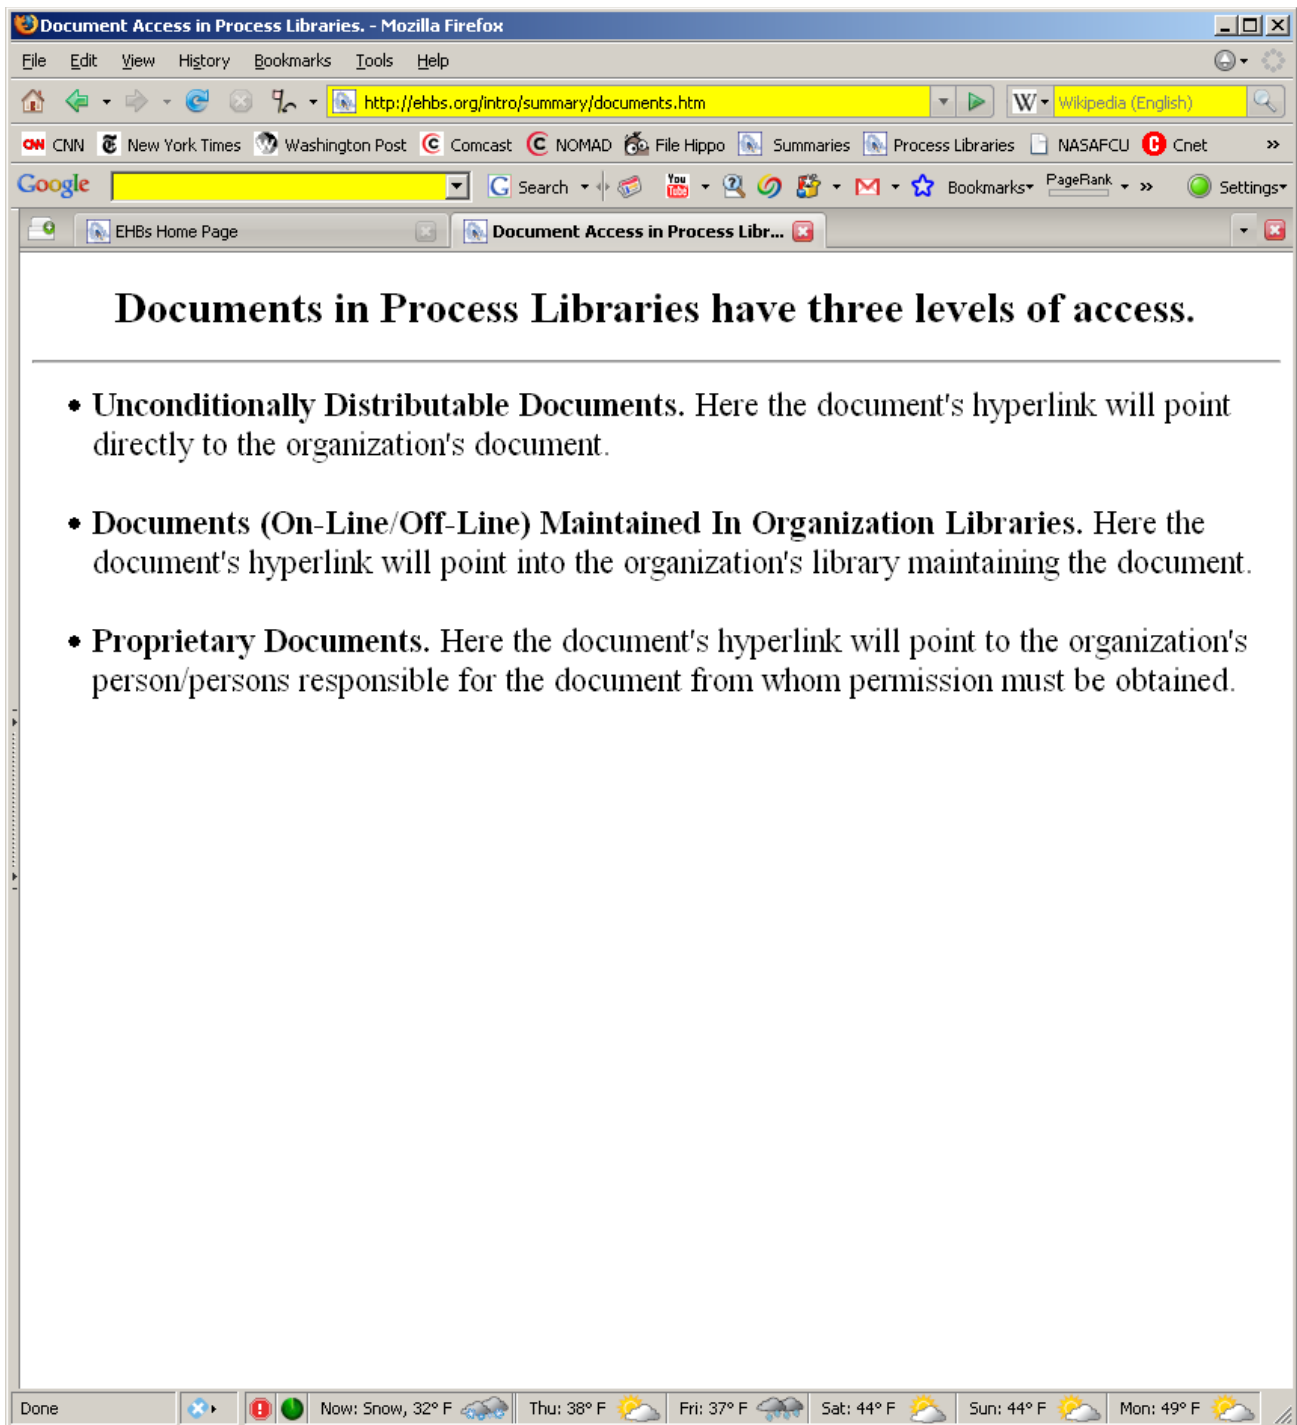 Document Access in Process Libraries. - Mozilla Firefox
File Edit View History Bookmarks Tools Help
http://ehbs.org/intro/summary/documents.htm W Wikipedia (English)
CNN CNN New York Times Washington Post Comcast NOMAD File Hippo Summaries Process Libraries NASAFCU Cnet »
Google G Search You Tube Bookmarks PageRank » Settings
EHBs Home Page Document Access in Process Libr...
Documents in Process Libraries have three levels of access.
• Unconditionally Distributable Documents. Here the document's hyperlink will point
directly to the organization's document.
• Documents (On-Line/Off-Line) Maintained In Organization Libraries. Here the
document's hyperlink will point into the organization's library maintaining the document.
• Proprietary Documents. Here the document's hyperlink will point to the organization's
person/persons responsible for the document from whom permission must be obtained.
Done Now: Snow, 32° F Thu: 38° F Fri: 37° F Sat: 44° F Sun: 44° F Mon: 49° F